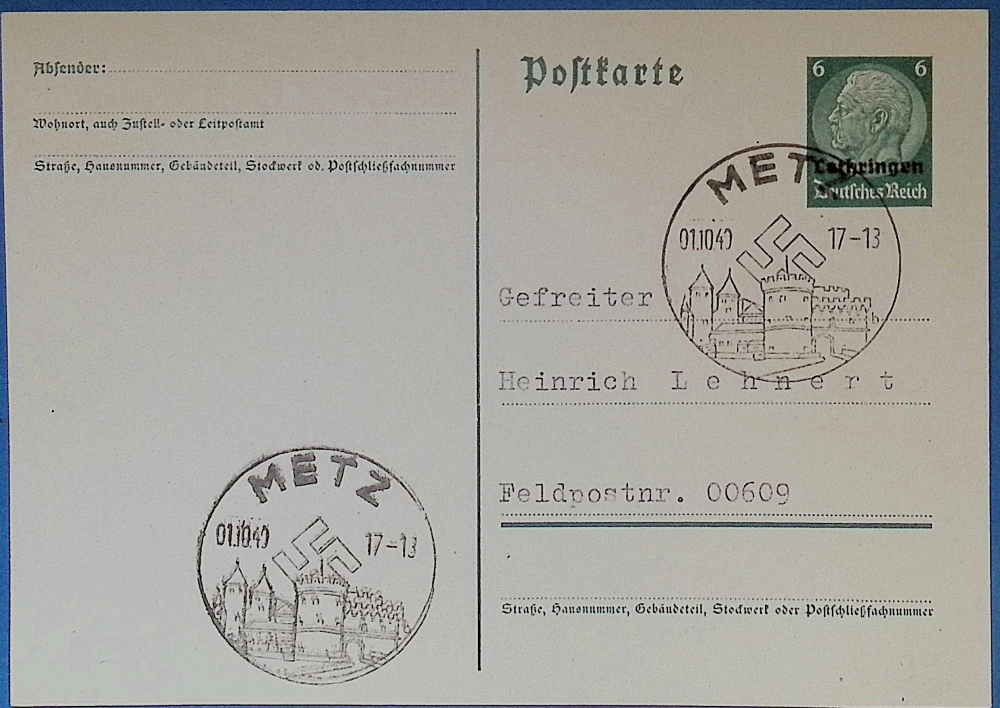 Absender:
Wohnort, auch Zustell- oder Leitpostamt
Straße, Hausnummer, Gebäudeteil, Stockwerk od. Postschließfachnummer
METZ
01.10.40 17-13
Postkarte
6 6
Lothringen
Deutsches Reich
METZ
01.10.40 17-13
Gefreiter
Heinrich Lehnert
Feldpostnr. 00609
Straße, Hausnummer, Gebäudeteil, Stockwerk oder Postschließfachnummer